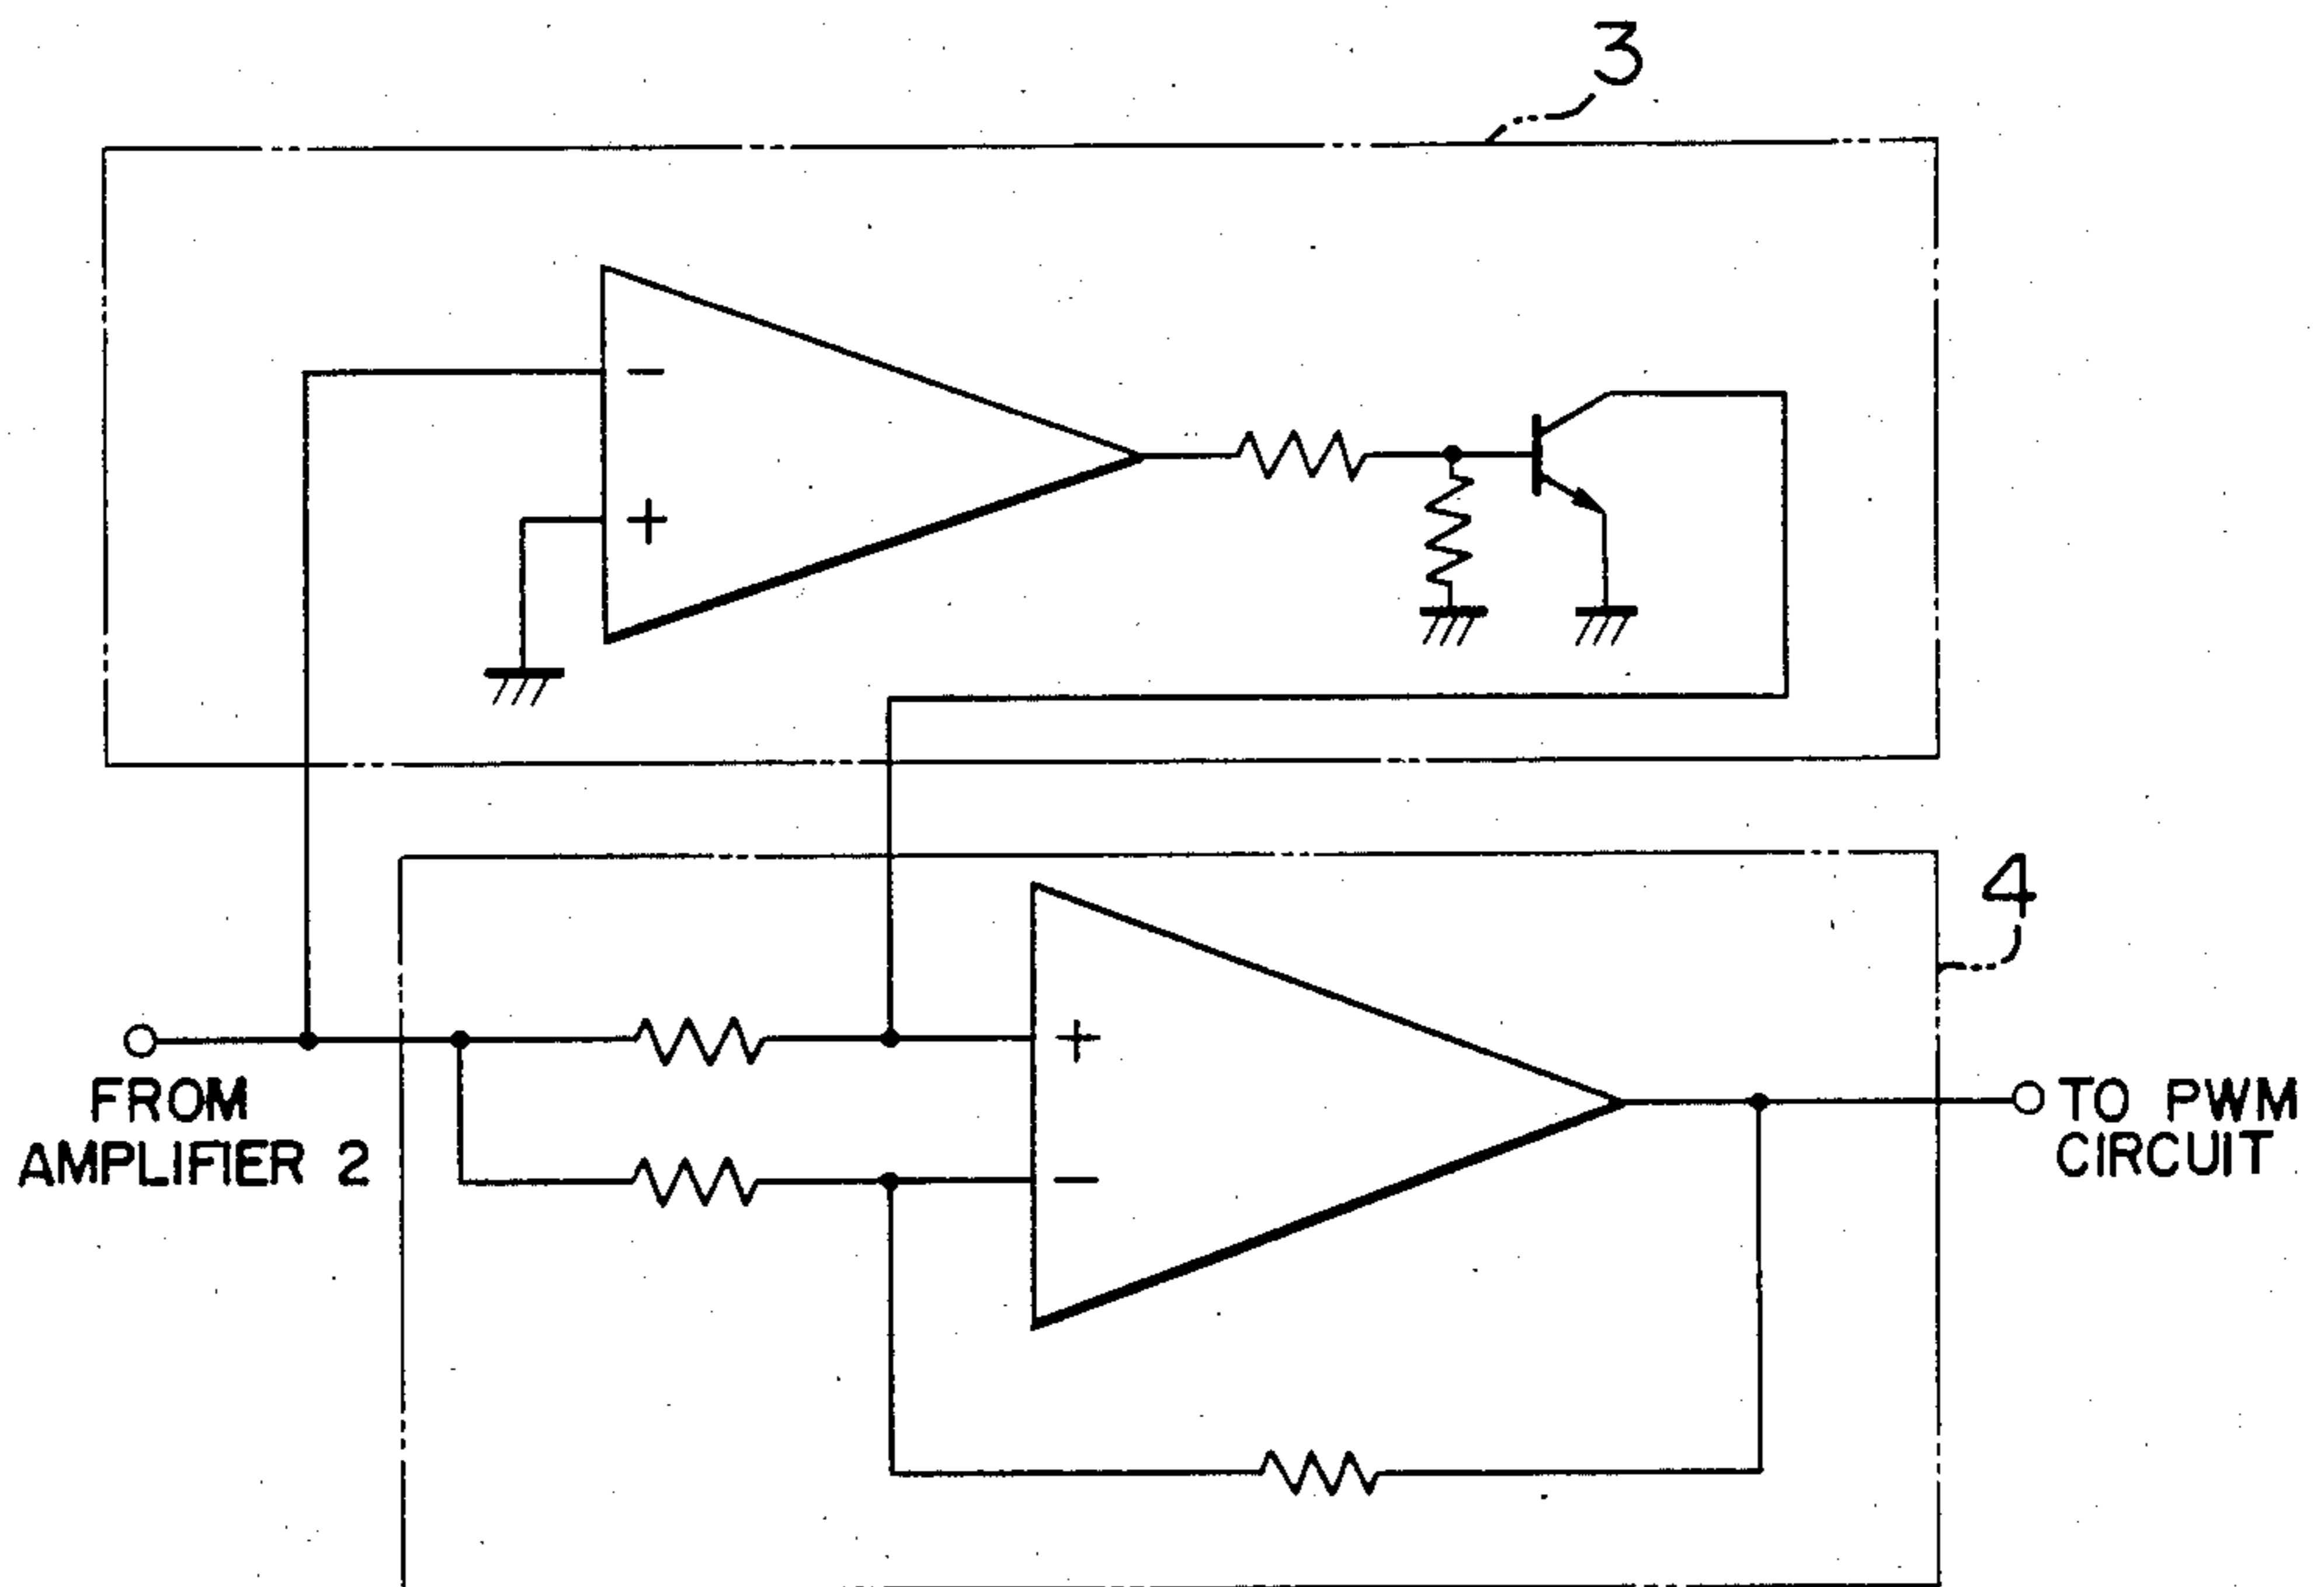 3
−
+
4
+
−
FROM
AMPLIFIER 2
TO PWM
CIRCUIT